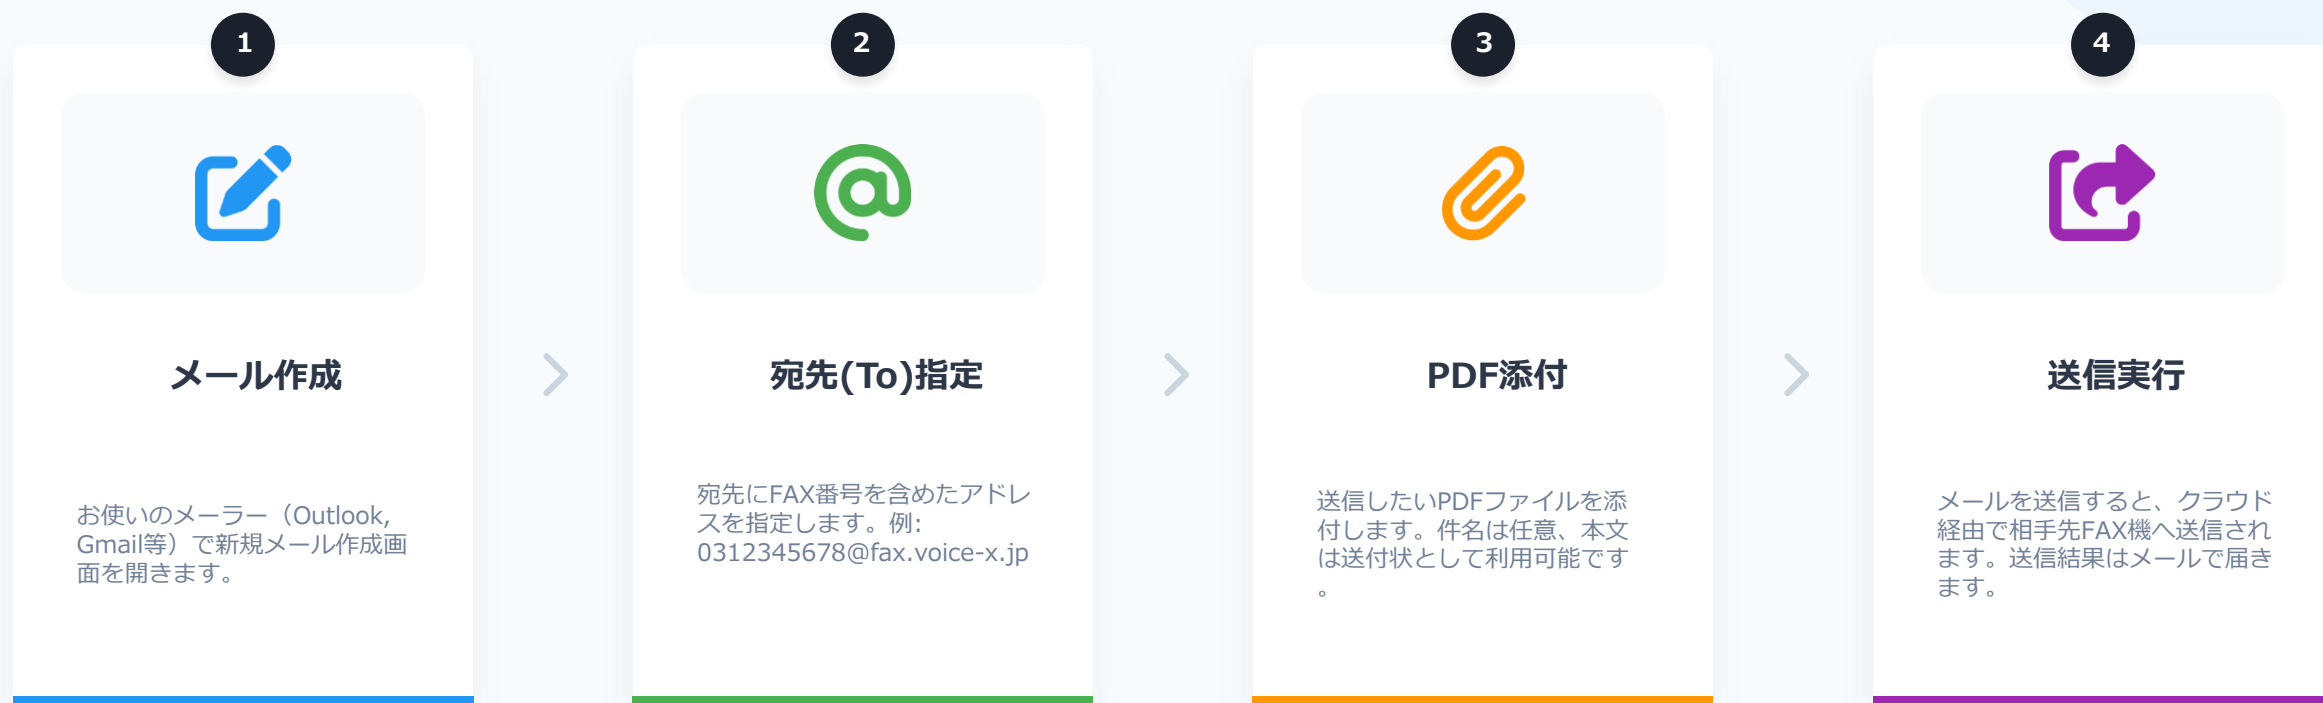 1
メール作成
お使いのメーラー（Outlook,
Gmail等）で新規メール作成画
面を開きます。
2
宛先(To)指定
宛先にFAX番号を含めたアドレ
スを指定します。例:
0312345678@fax.voice-x.jp
3
PDF添付
送信したいPDFファイルを添
付します。件名は任意、本文
は送付状として利用可能です
。
4
送信実行
メールを送信すると、クラウド
経由で相手先FAX機へ送信され
ます。送信結果はメールで届き
ます。